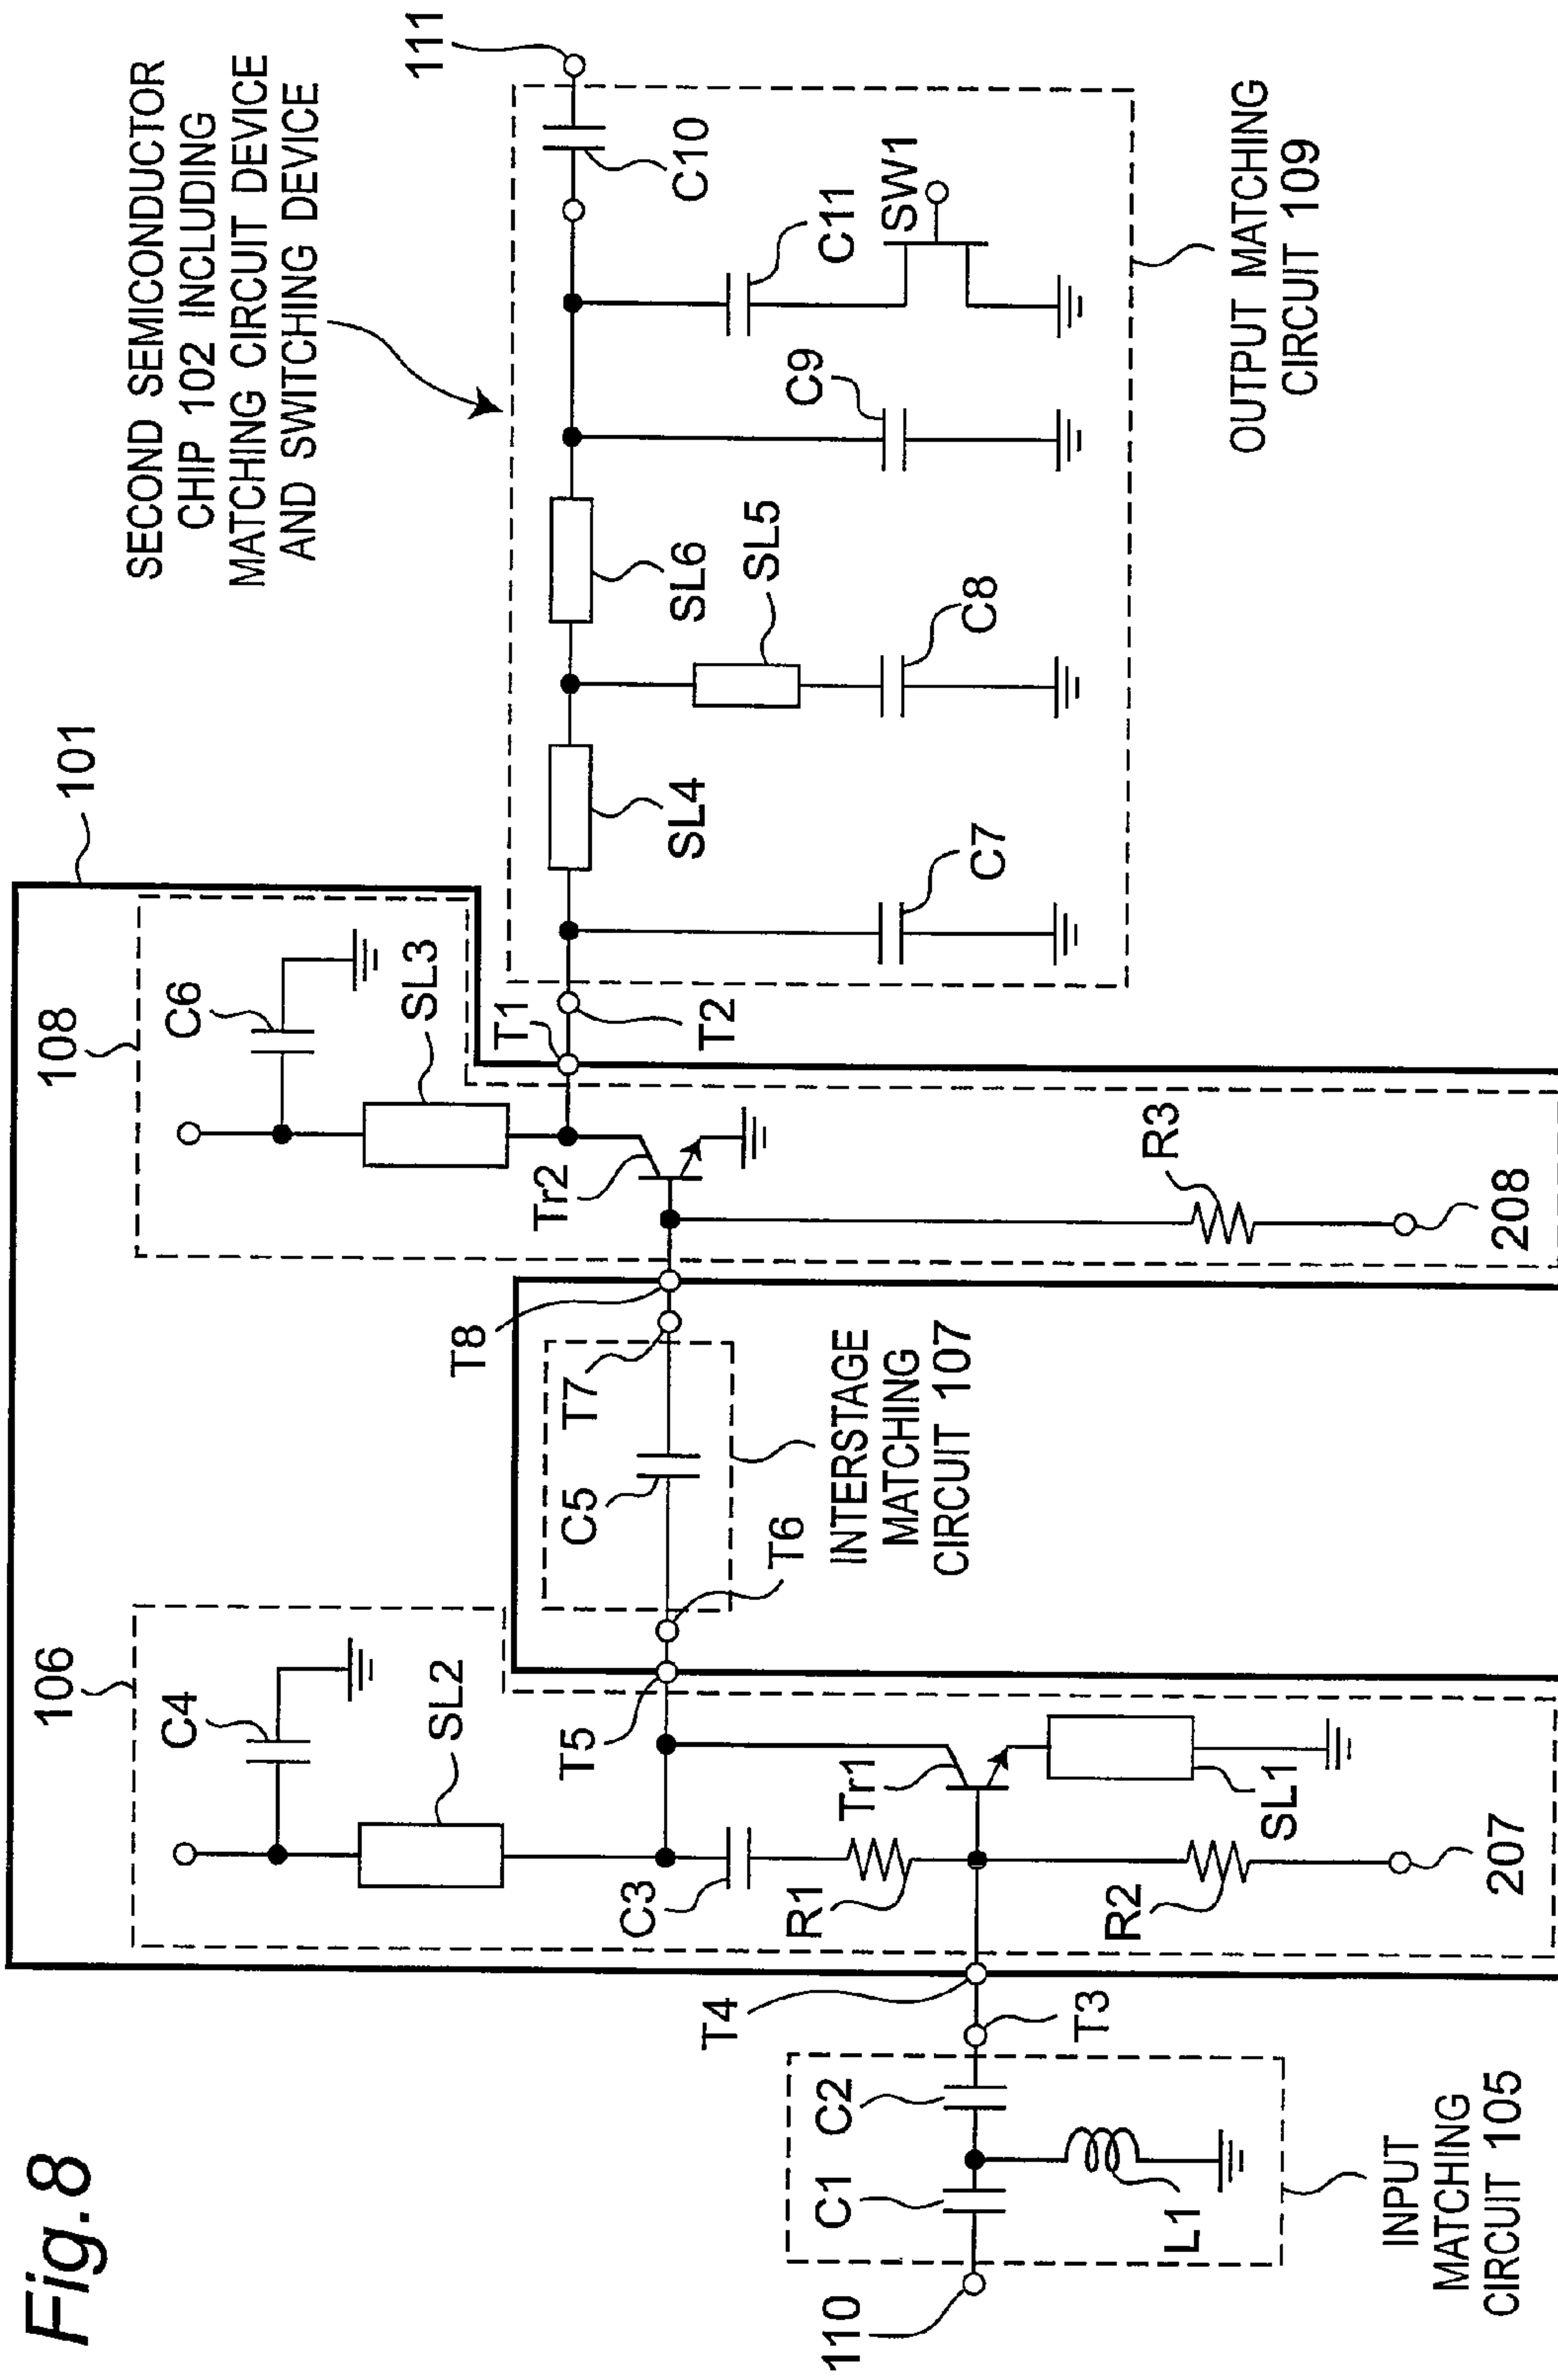 Fig.8
SECOND SEMICONDUCTOR
CHIP 102 INCLUDING
MATCHING CIRCUIT DEVICE
AND SWITCHING DEVICE
101
111
106
108
C4
C6
SL2
SL3
T5
T8
T1
C10
C5
T7
Tr2
T2
SL4
SL6
T6
C3
SL5
C9
C11
SW1
T4
R1
Tr1
INTERSTAGE
MATCHING
CIRCUIT 107
C7
C8
110
C1
C2
T3
R2
SL1
R3
L1
207
208
OUTPUT MATCHING
CIRCUIT 109
INPUT
MATCHING
CIRCUIT 105